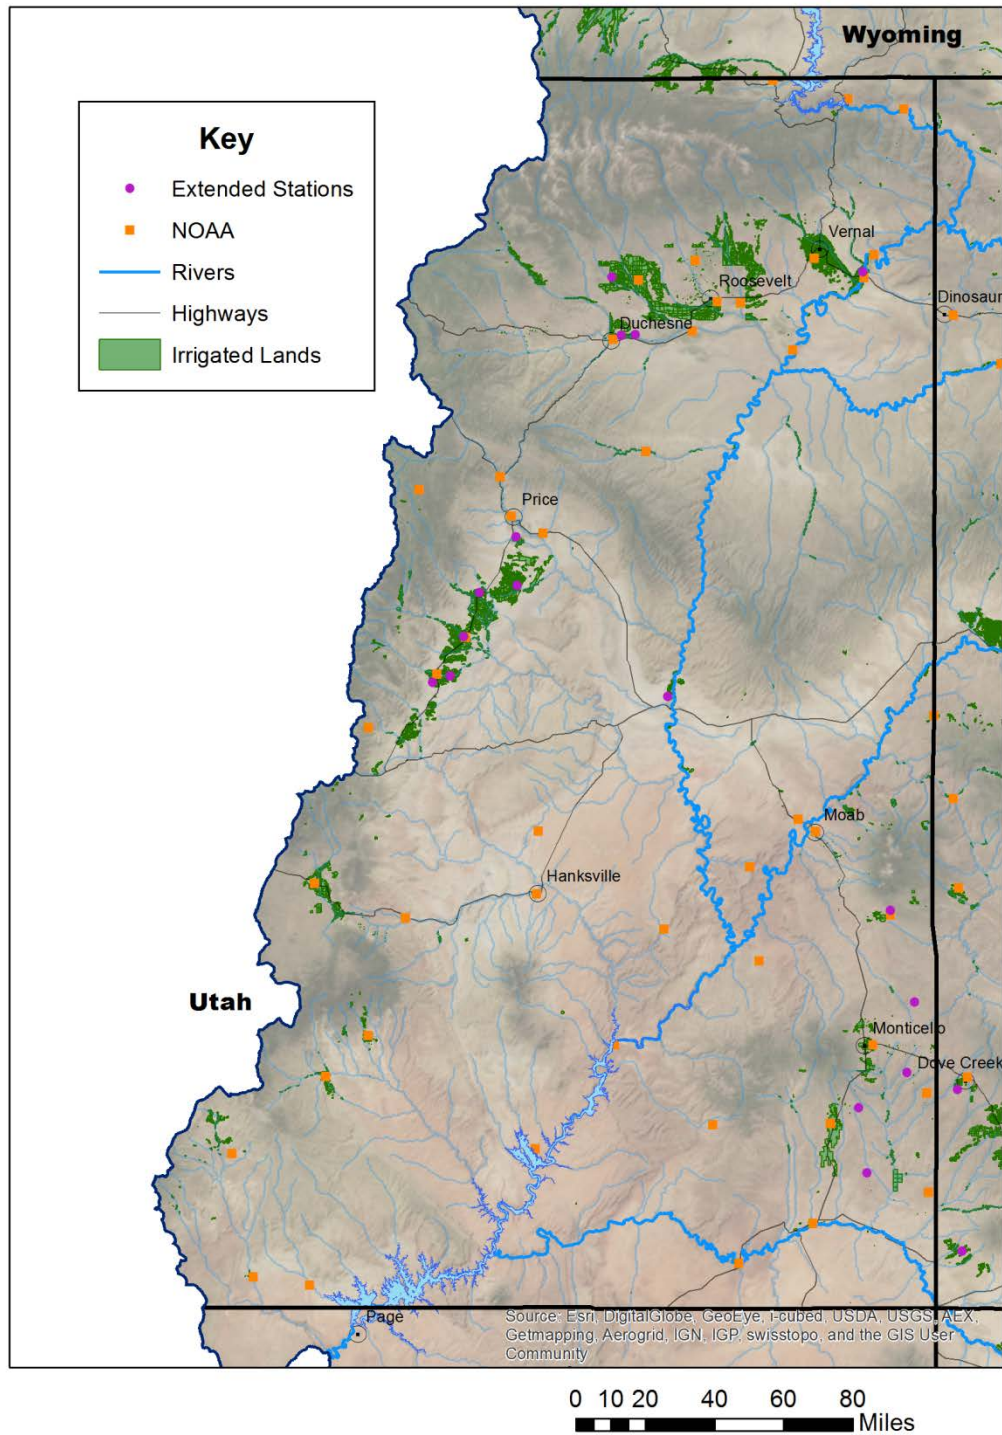 Wyoming
Key
Extended Stations
NOAA
Rivers
Highways
Irrigated Lands
Vernal
Roosevelt
Dinosaur
Duchesne
Price
Moab
Hanksville
Utah
Monticello
Dove Creek
Page
Source: Esri, DigitalGlobe, GeoEye, i-cubed, USDA, USGS, AEX,
Getmapping, Aerogrid, IGN, IGP, swisstopo, and the GIS User
Community
0 10 20 40 60 80
Miles